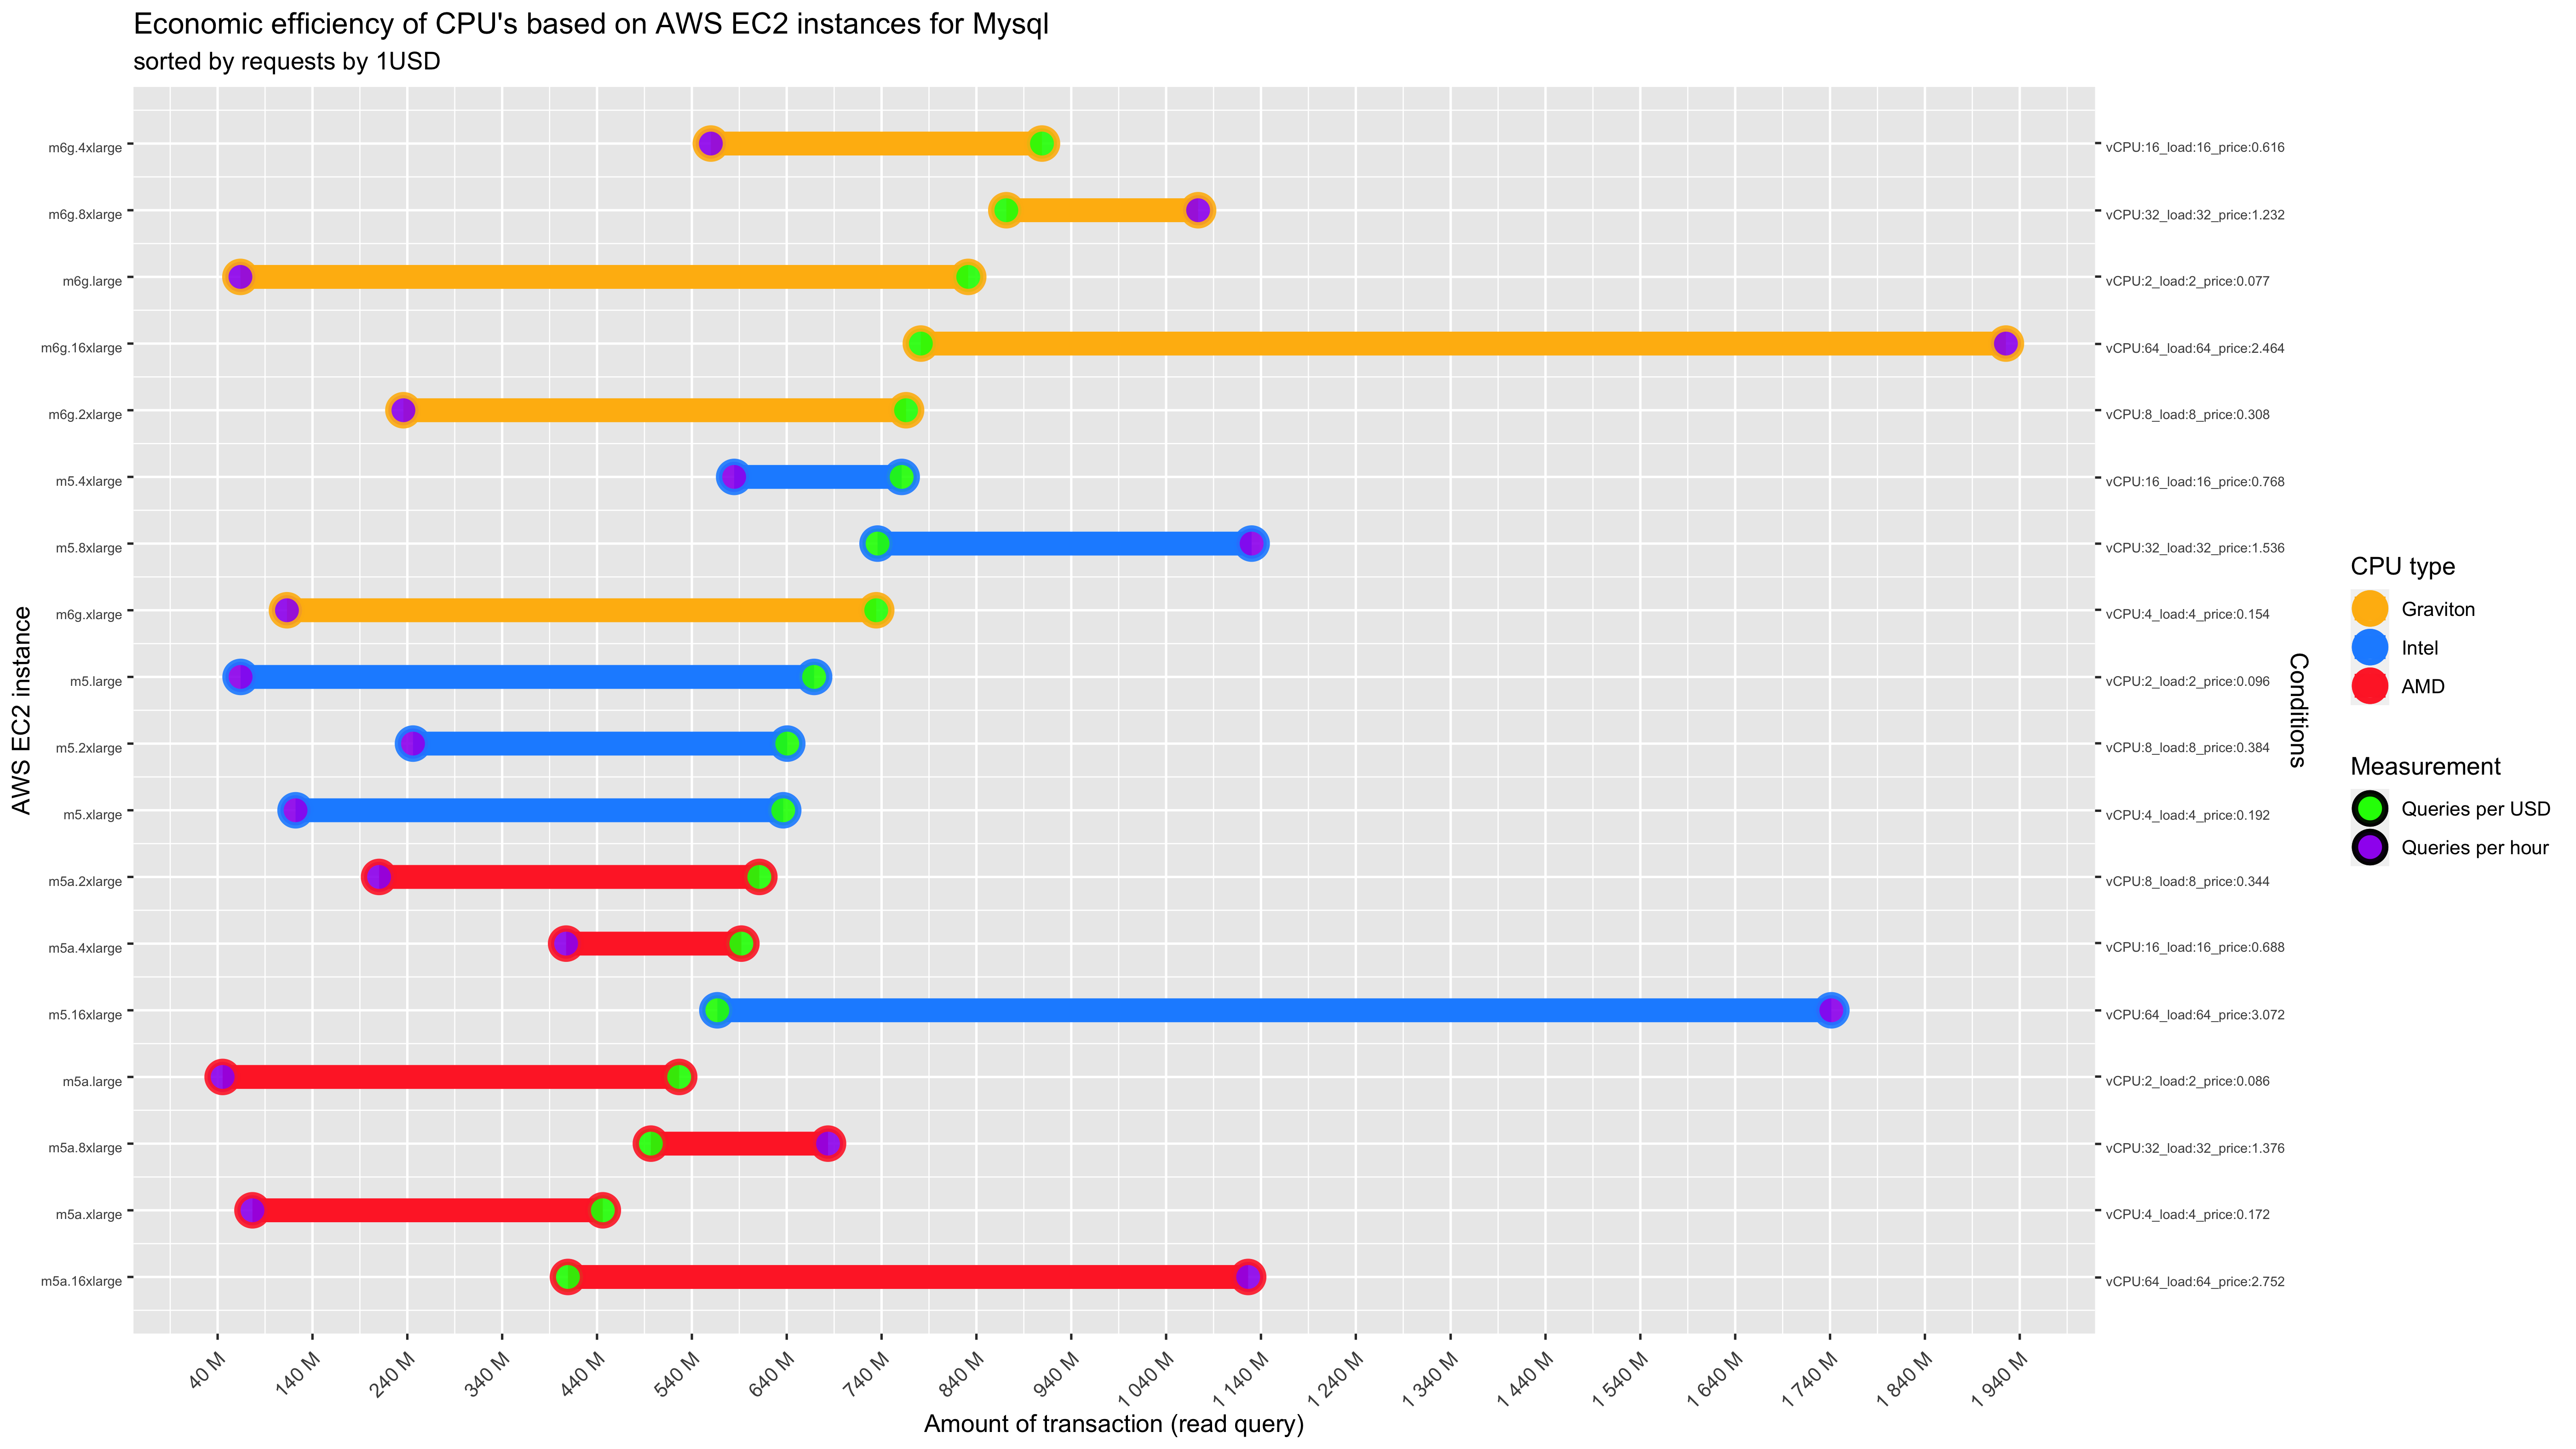 Economic efficiency of CPU's based on AWS EC2 instances for Mysql
sorted by requests by 1USD
AWS EC2 instance
m6g.4xlarge
m6g.8xlarge
m6g.large
m6g.16xlarge
m6g.2xlarge
m5.4xlarge
m5.8xlarge
m6g.xlarge
m5.large
m5.2xlarge
m5.xlarge
m5a.2xlarge
m5a.4xlarge
m5.16xlarge
m5a.large
m5a.8xlarge
m5a.xlarge
m5a.16xlarge
vCPU:16_load:16_price:0.616
vCPU:32_load:32_price:1.232
vCPU:2_load:2_price:0.077
vCPU:64_load:64_price:2.464
vCPU:8_load:8_price:0.308
vCPU:16_load:16_price:0.768
vCPU:32_load:32_price:1.536
vCPU:4_load:4_price:0.154
vCPU:2_load:2_price:0.096
vCPU:8_load:8_price:0.384
vCPU:4_load:4_price:0.192
vCPU:8_load:8_price:0.344
vCPU:16_load:16_price:0.688
vCPU:64_load:64_price:3.072
vCPU:2_load:2_price:0.086
vCPU:32_load:32_price:1.376
vCPU:4_load:4_price:0.172
vCPU:64_load:64_price:2.752
Conditions
40 M
140 M
240 M
340 M
440 M
540 M
640 M
740 M
840 M
940 M
1 040 M
1 140 M
1 240 M
1 340 M
1 440 M
1 540 M
1 640 M
1 740 M
1 840 M
1 940 M
Amount of transaction (read query)
CPU type
Graviton
Intel
AMD
Measurement
Queries per USD
Queries per hour